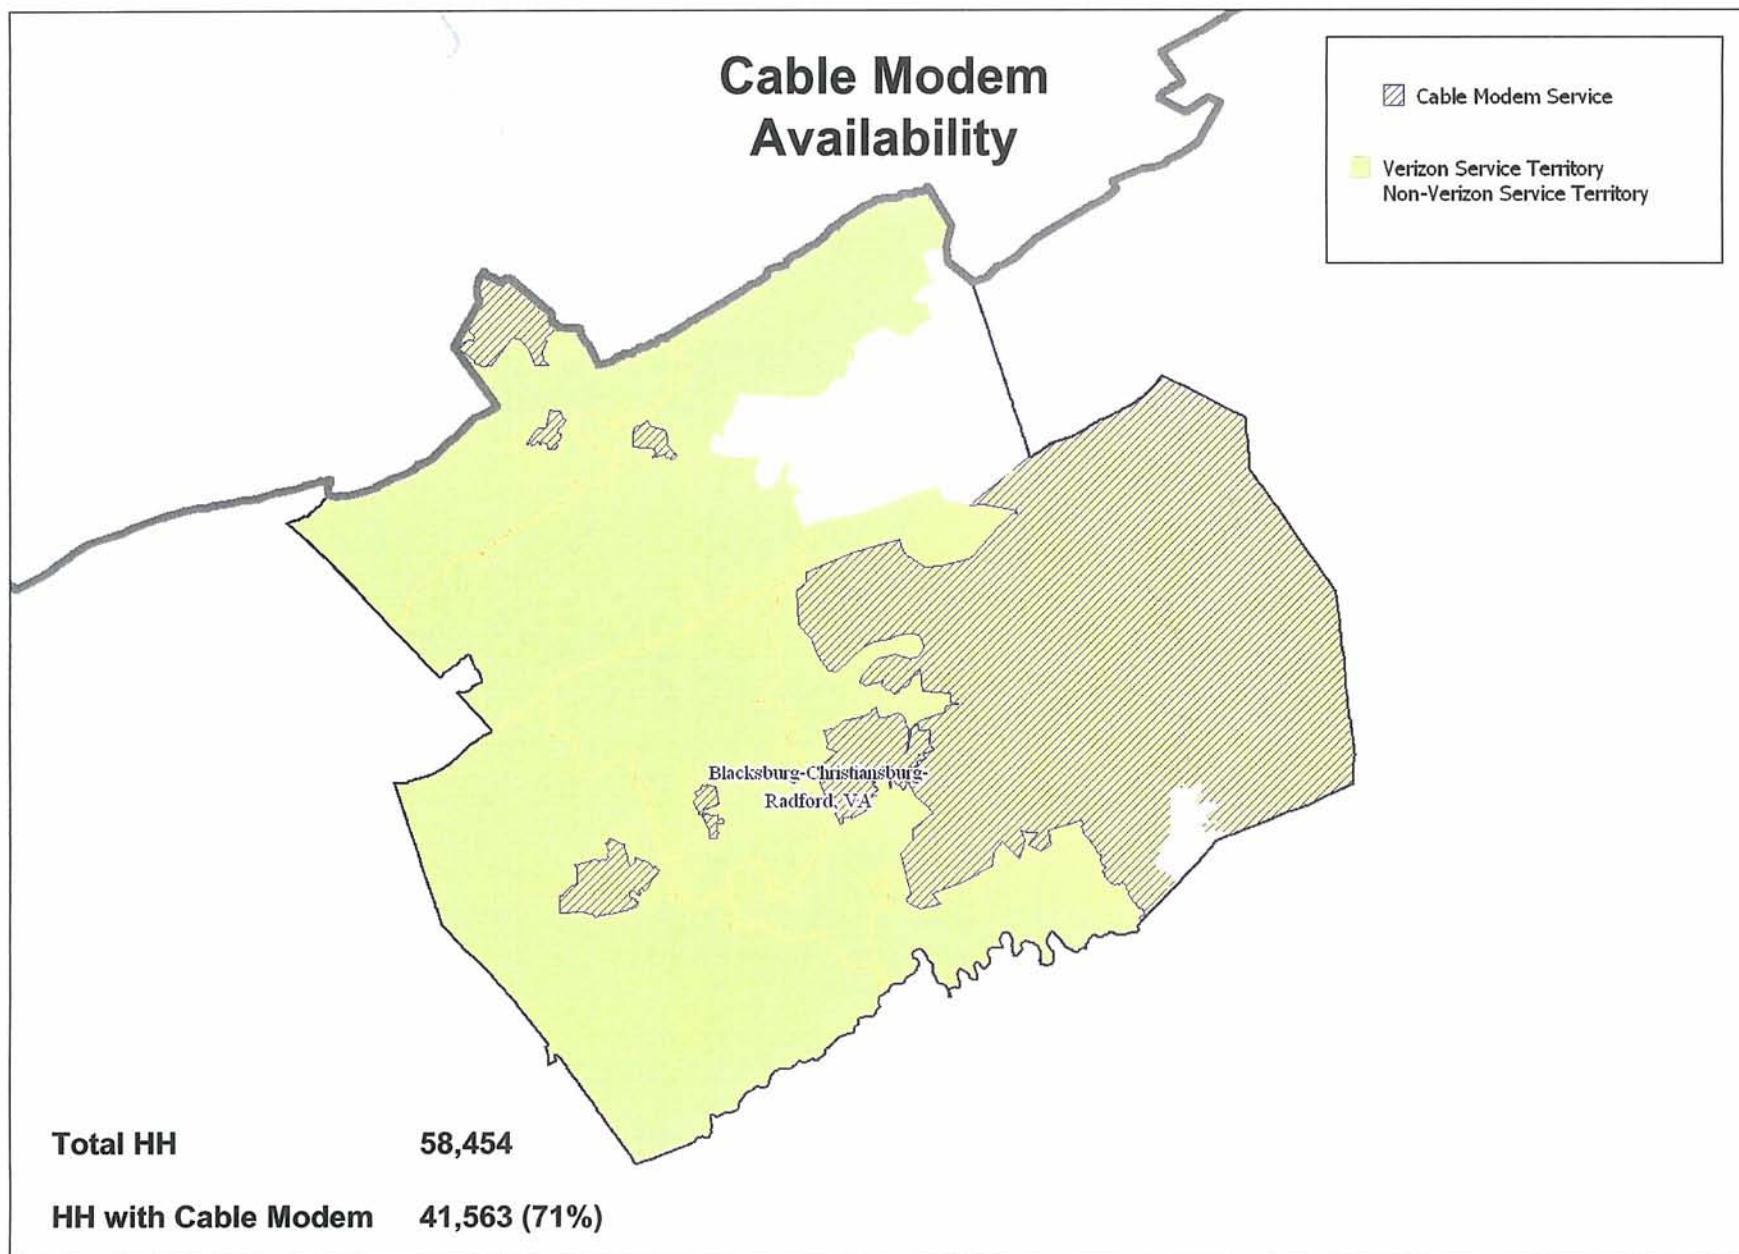 Cable Modem
Availability
Cable Modem Service
Verizon Service Territory
Non-Verizon Service Territory
Blacksburg-Christiansburg-
Radford, VA
Total HH 58,454
HH with Cable Modem 41,563 (71%)